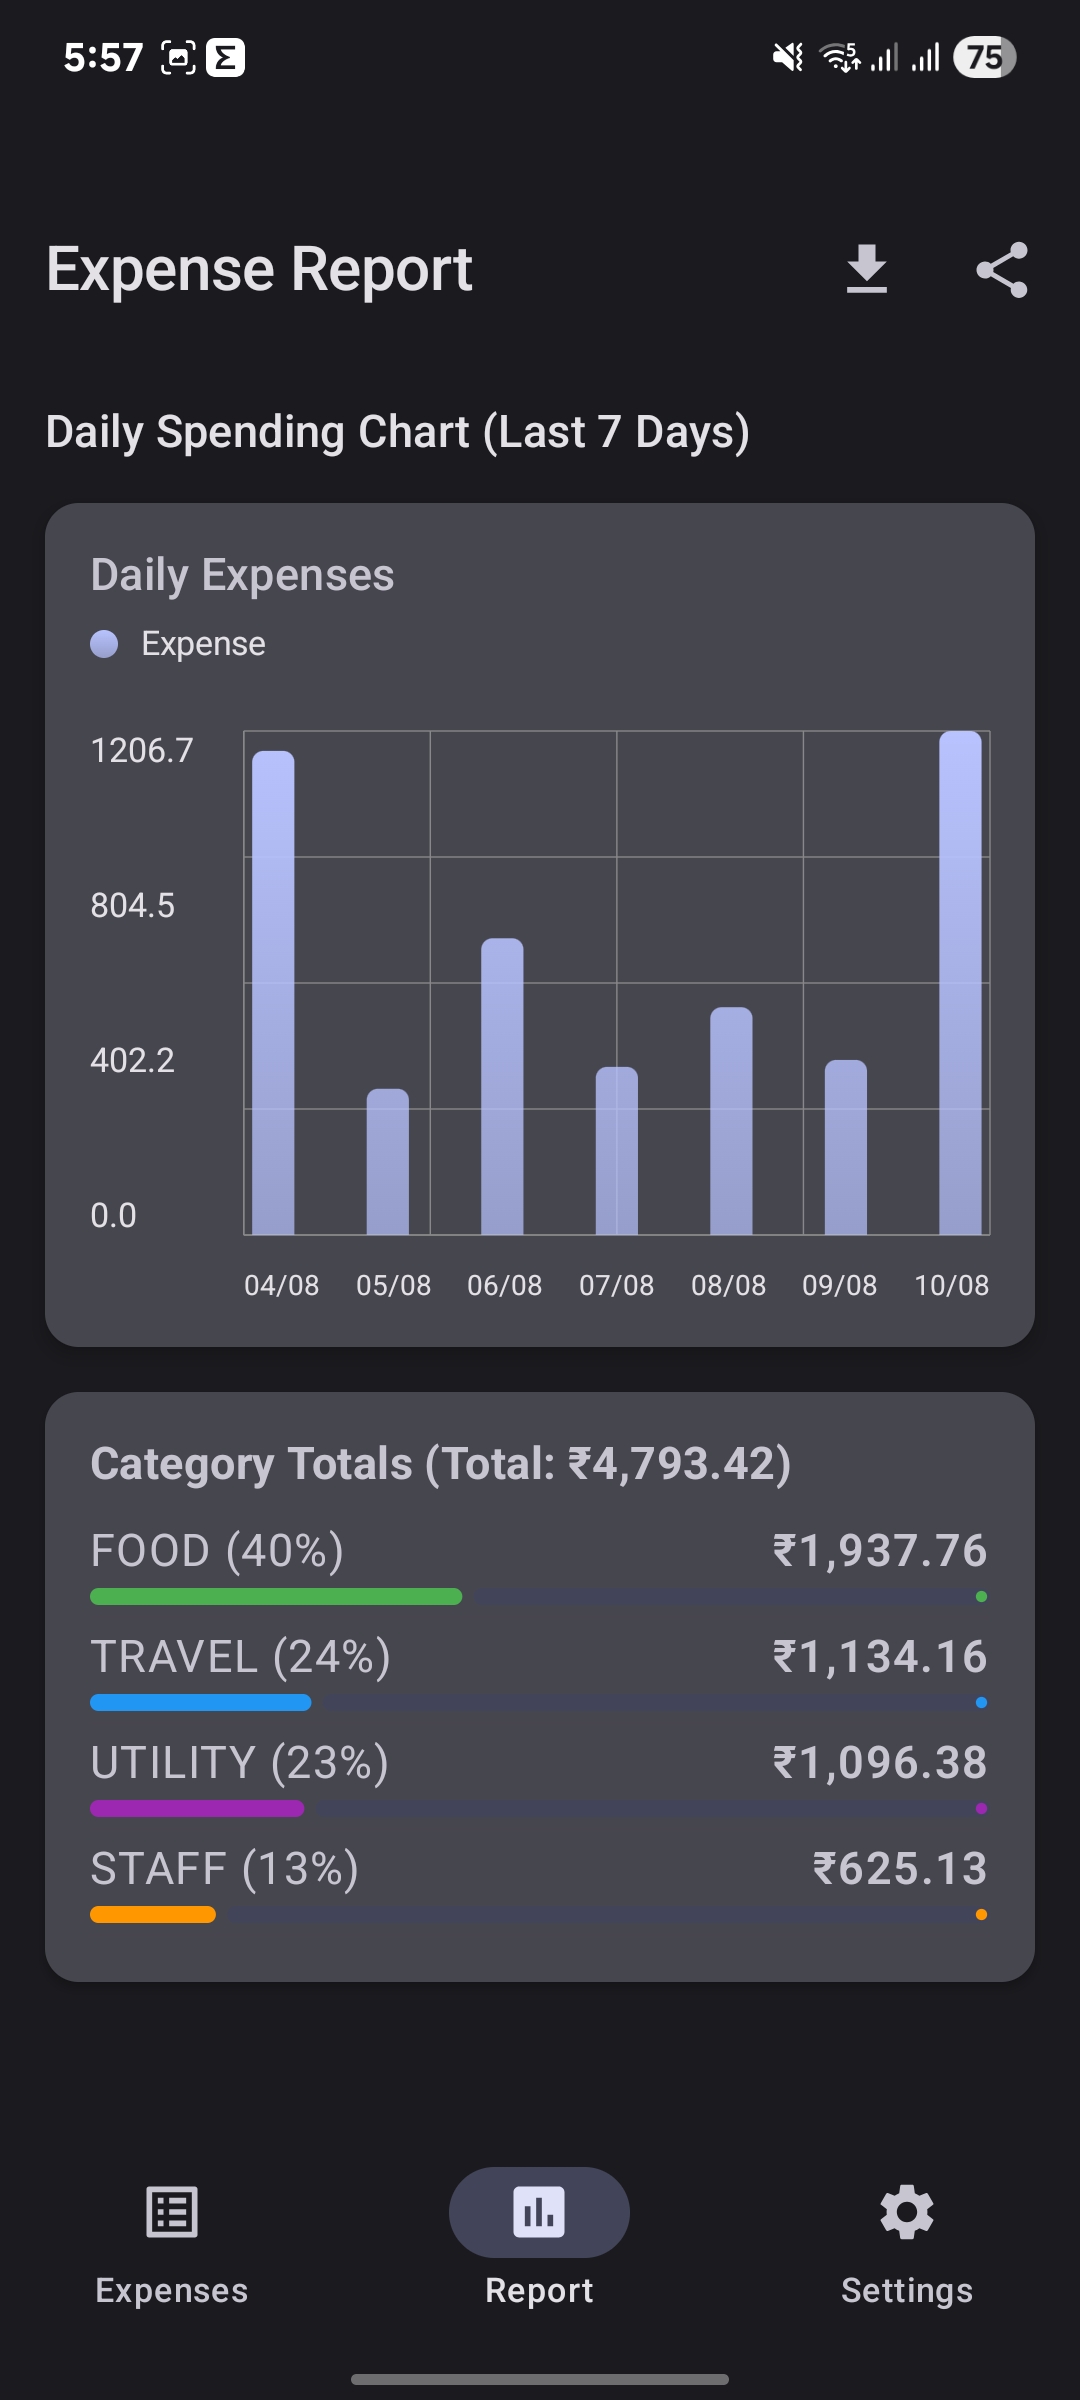 5:57
5
75
Expense Report
Daily Spending Chart (Last 7 Days)
Daily Expenses
Expense
1206.7
804.5
402.2
0.0
04/08 05/08 06/08 07/08 08/08 09/08 10/08
Category Totals (Total: ₹4,793.42)
FOOD (40%) ₹1,937.76
TRAVEL (24%) ₹1,134.16
UTILITY (23%) ₹1,096.38
STAFF (13%) ₹625.13
Expenses Report Settings